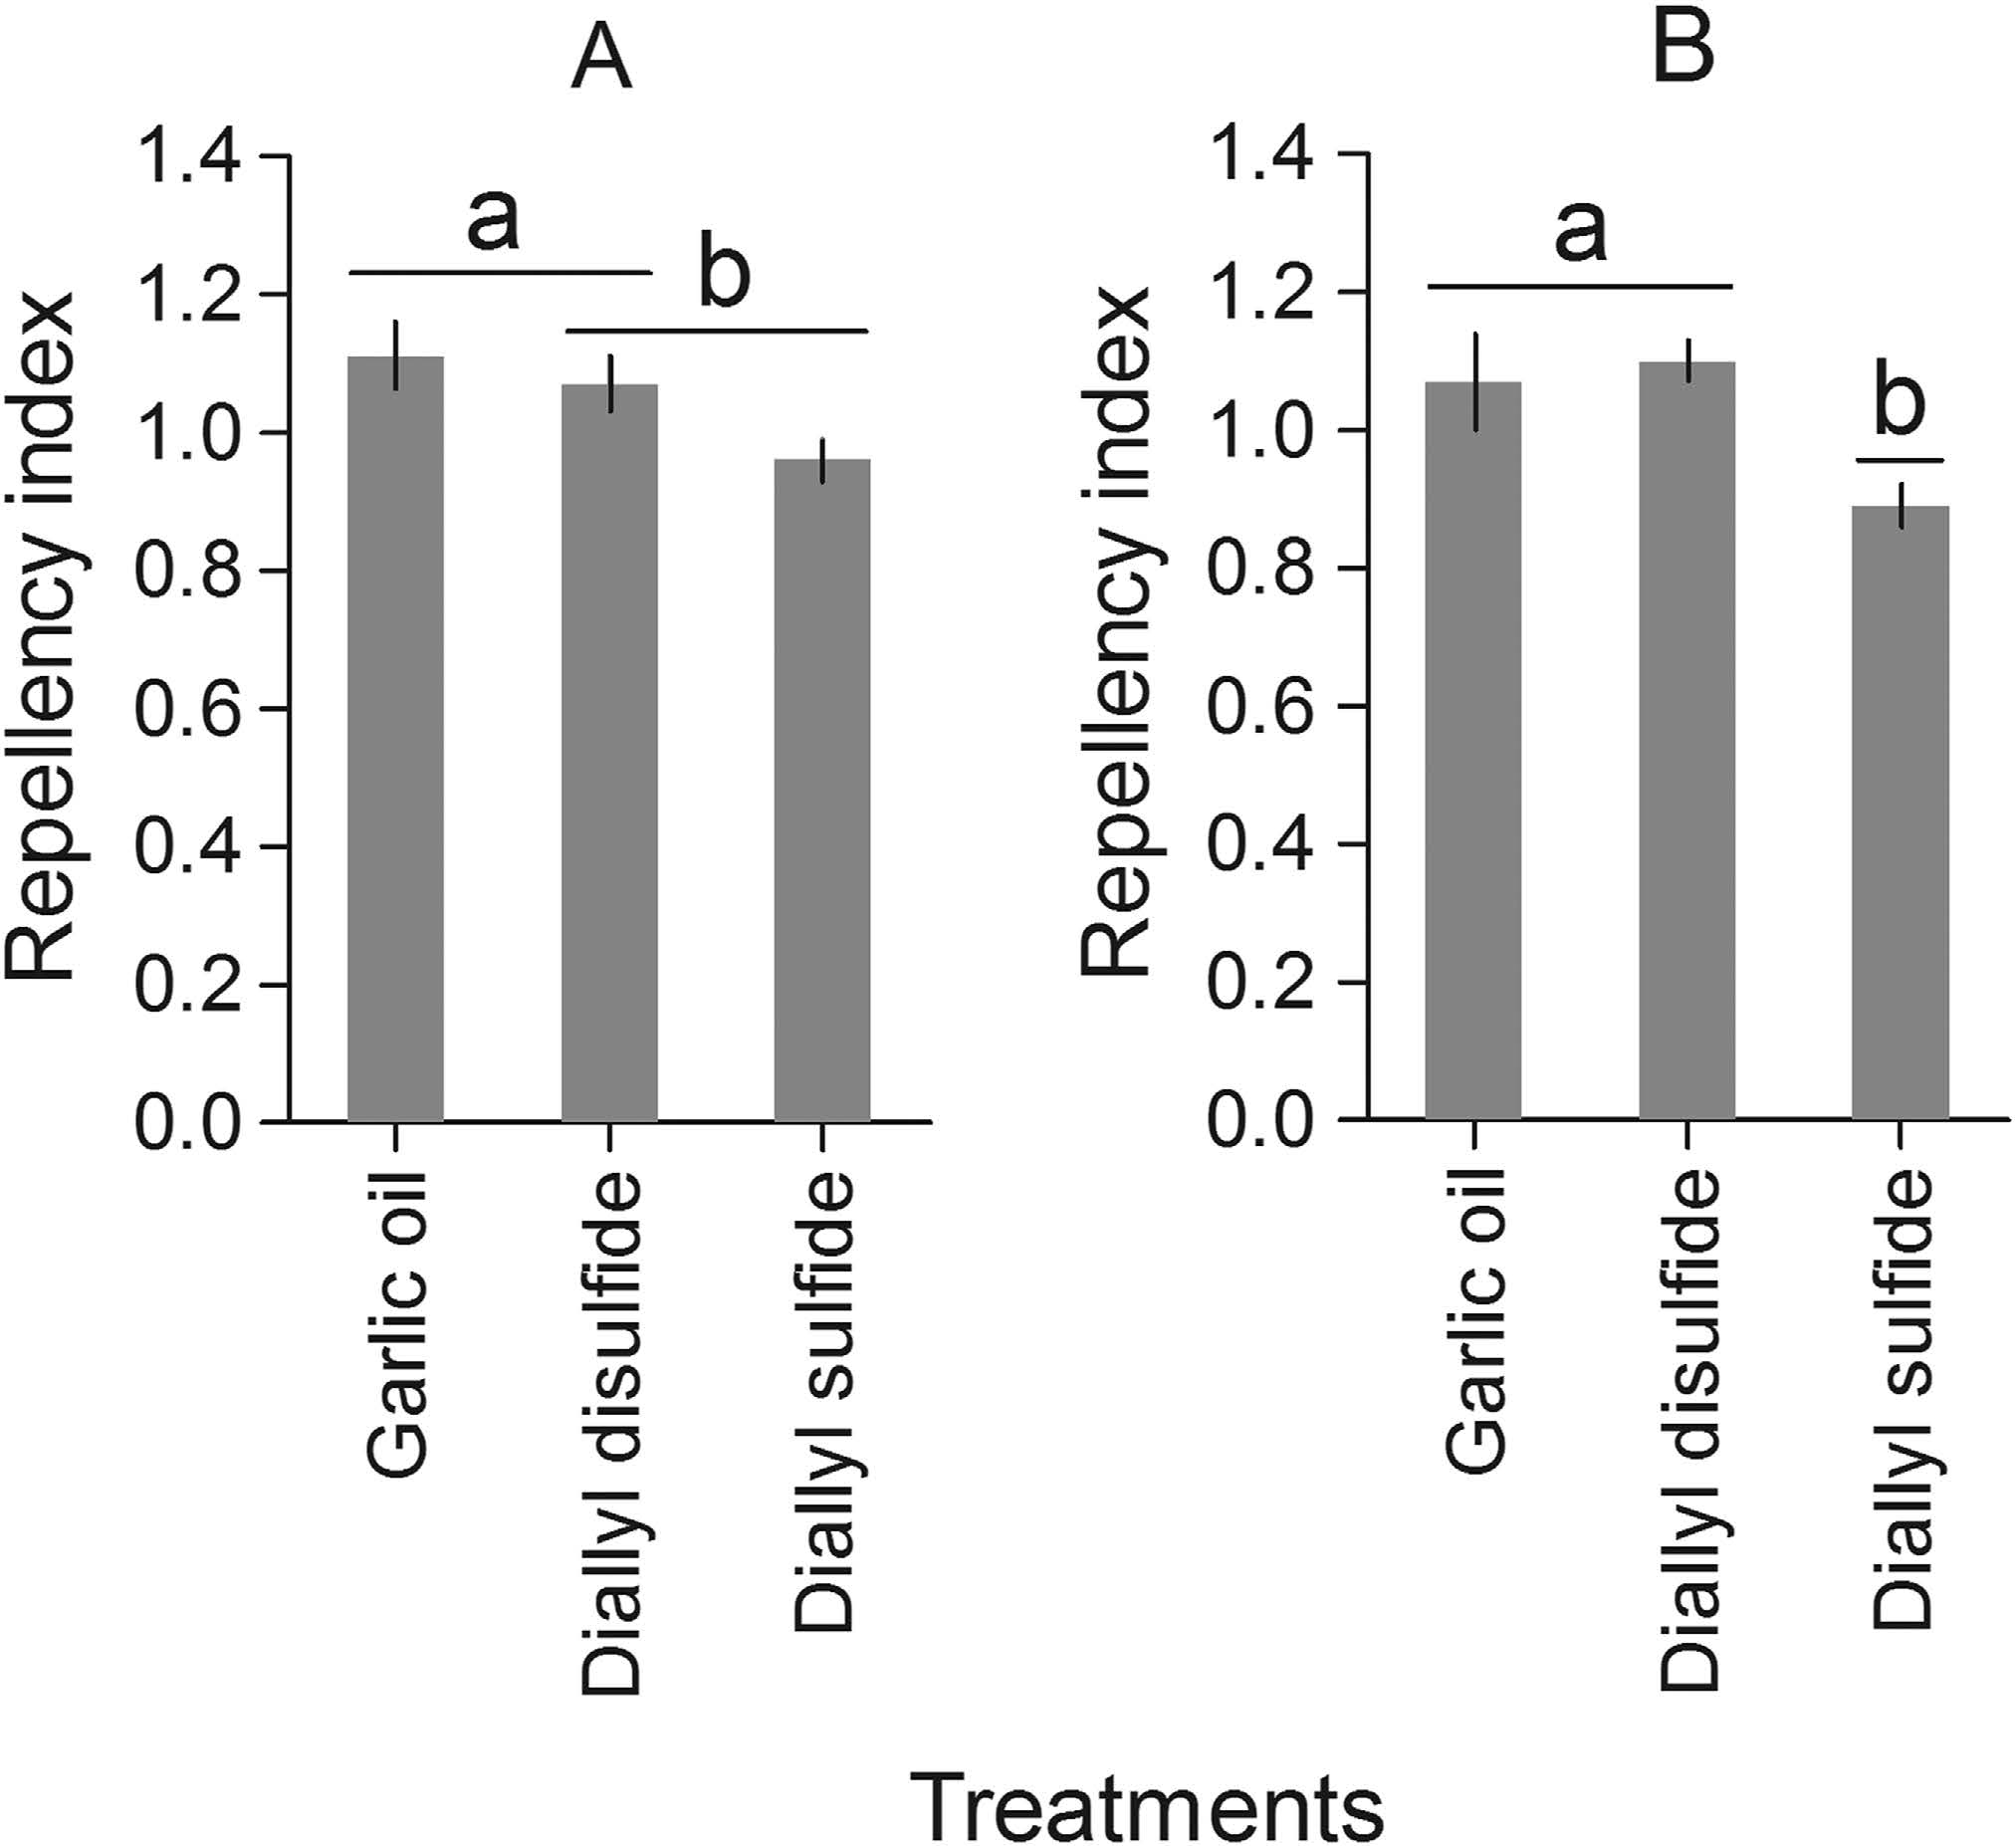 A
Repellency index
1.4
1.2
1.0
0.8
0.6
0.4
0.2
0.0
a
b
Garlic oil
Diallyl disulfide
Diallyl sulfide
B
Repellency index
1.4
1.2
1.0
0.8
0.6
0.4
0.2
0.0
a
b
Garlic oil
Diallyl disulfide
Diallyl sulfide
Treatments